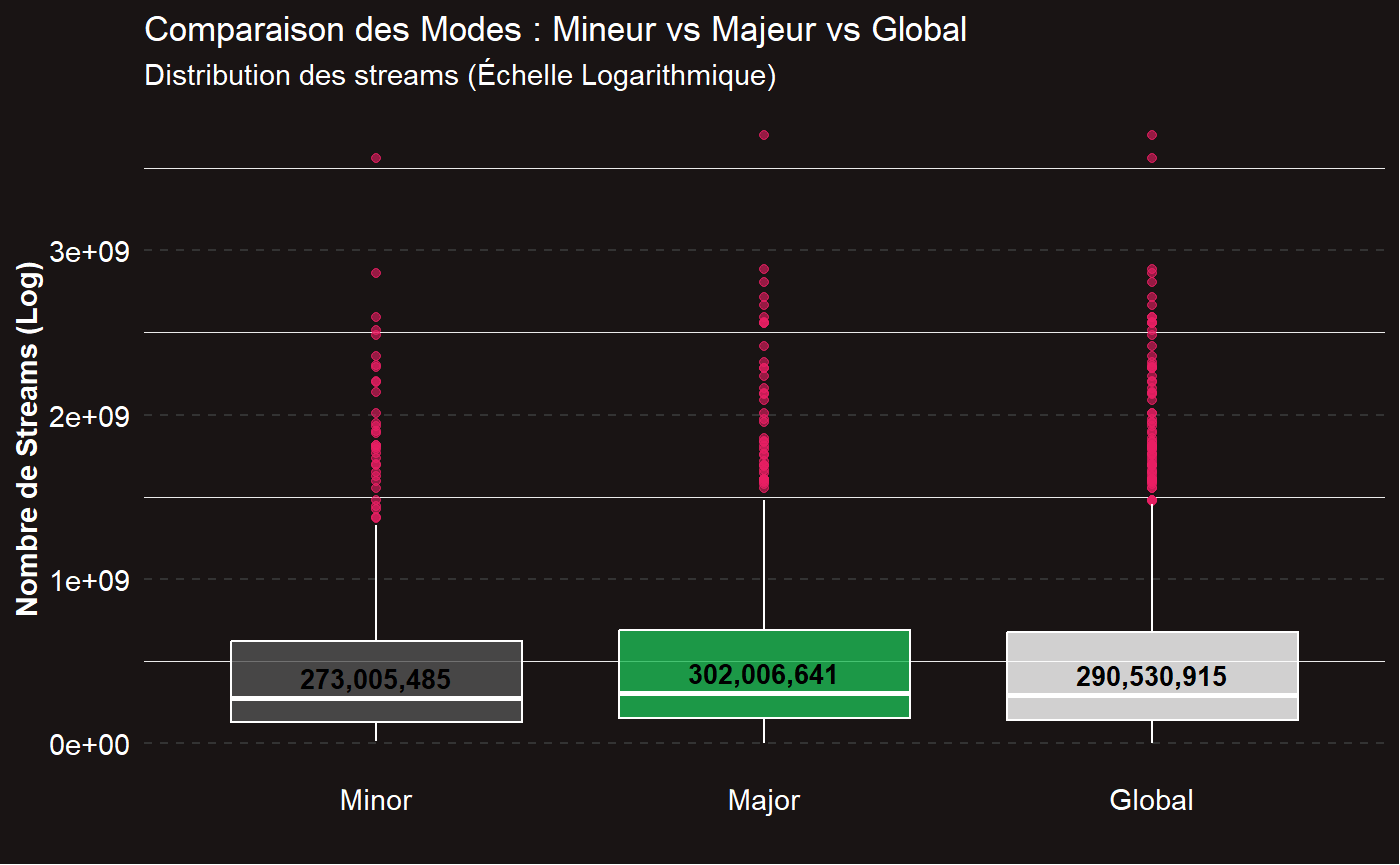 Comparaison des Modes : Mineur vs Majeur vs Global
Distribution des streams (Échelle Logarithmique)
Nombre de Streams (Log)
3e+09
2e+09
1e+09
0e+00
273,005,485
302,006,641
290,530,915
Minor
Major
Global